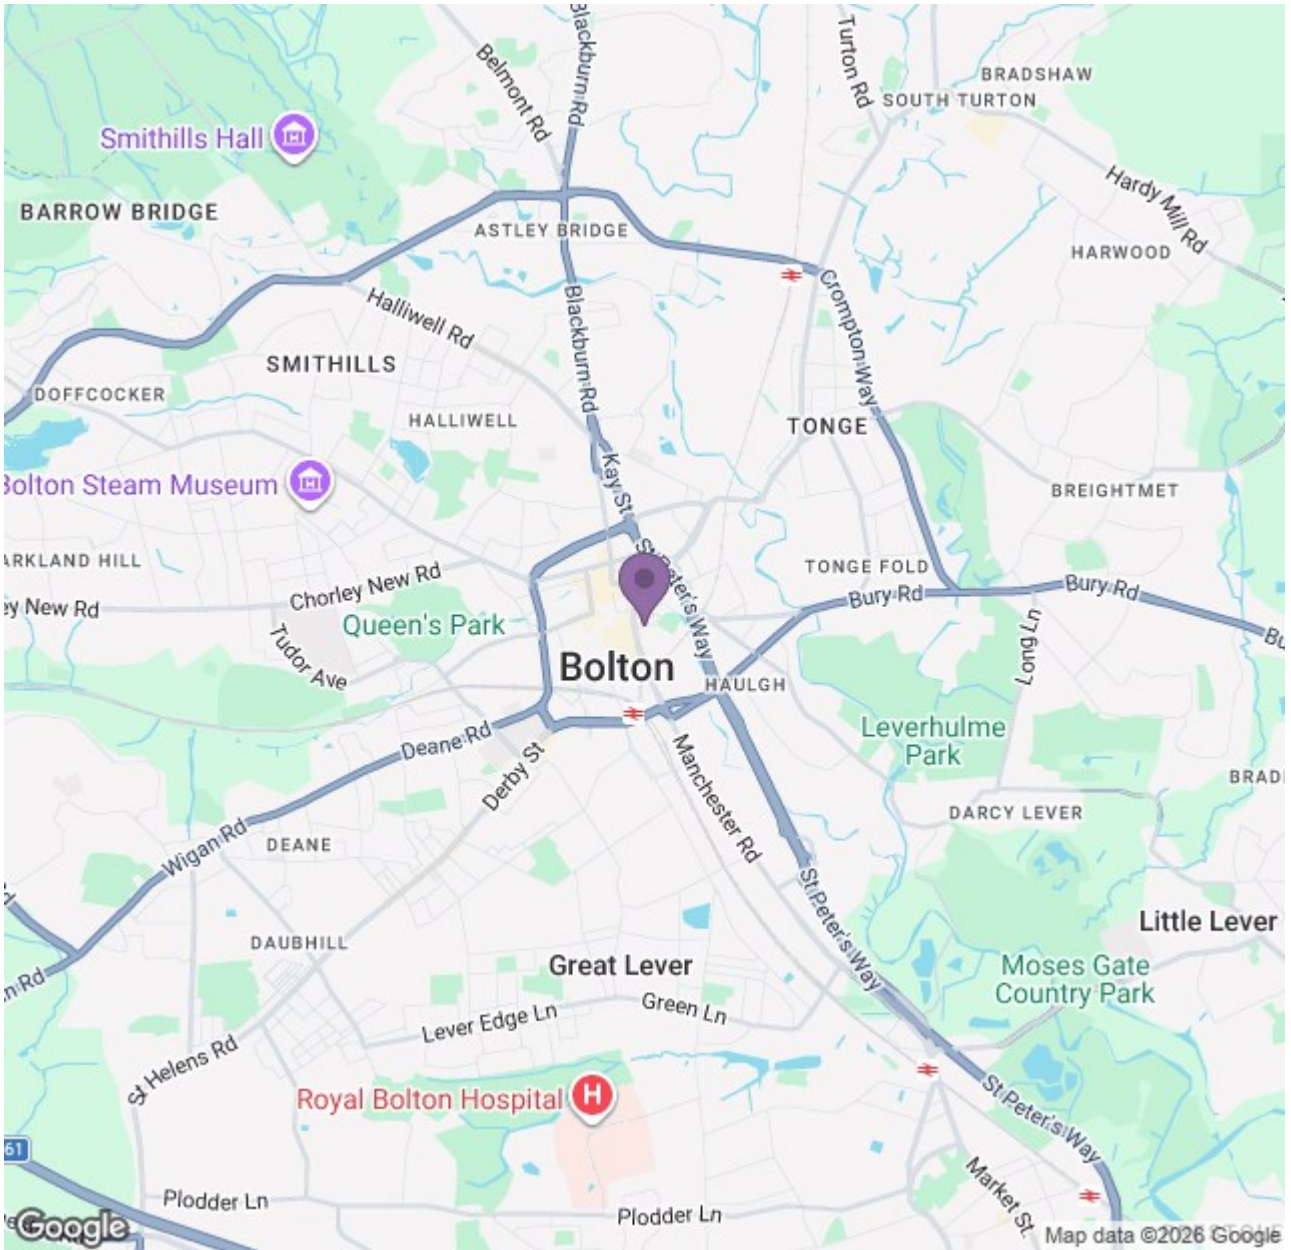 Blackburn Rd
Belmont Rd
Turton Rd
BRADSHAW
SOUTH TURTON
Smithills Hall
Hardy Mill Rd
BARROW BRIDGE
ASTLEY BRIDGE
HARWOOD
Halliwell Rd
Blackburn Rd
Crompton Way
SMITHILLS
DOFFCOCKER
HALLIWELL
TONGE
Kay St
Bolton Steam Museum
BREIGHTMET
St Peter's Way
ARKLAND HILL
TONGE FOLD
Chorley New Rd
Bury Rd
Bury Rd
Bu
ey New Rd
Queen's Park
Tudor Ave
Long Ln
Bolton
HAULGH
Deane Rd
Leverhulme
Park
Derby St
Manchester Rd
BRAD
DARCY LEVER
Wigan Rd
DEANE
St Peter's Way
Little Lever
DAUBHILL
Great Lever
Moses Gate
Country Park
n Rd
Green Ln
Lever Edge Ln
St Helens Rd
Royal Bolton Hospital
H
St Peter's Way
61
Market St.
Plodder Ln
Plodder Ln
Google
Map data ©2026 Google